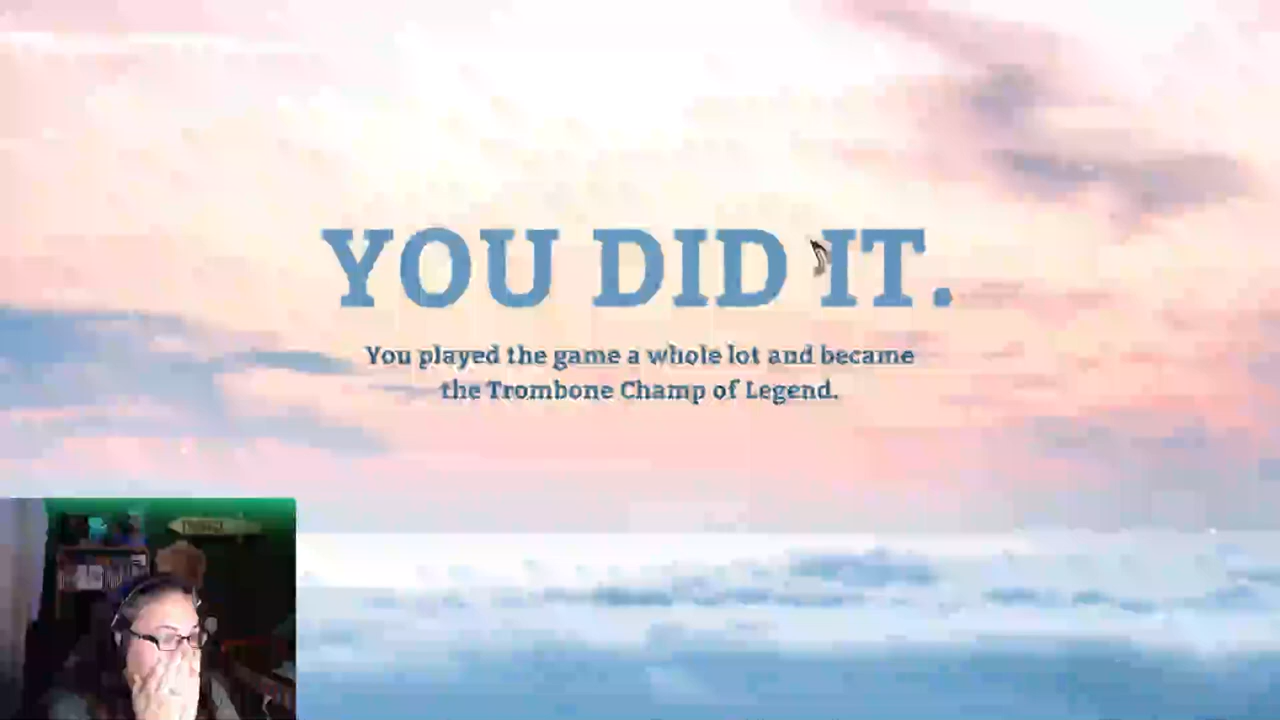 YOU DID IT.
You played the game a whole lot and became
the Trombone Champ of Legend.